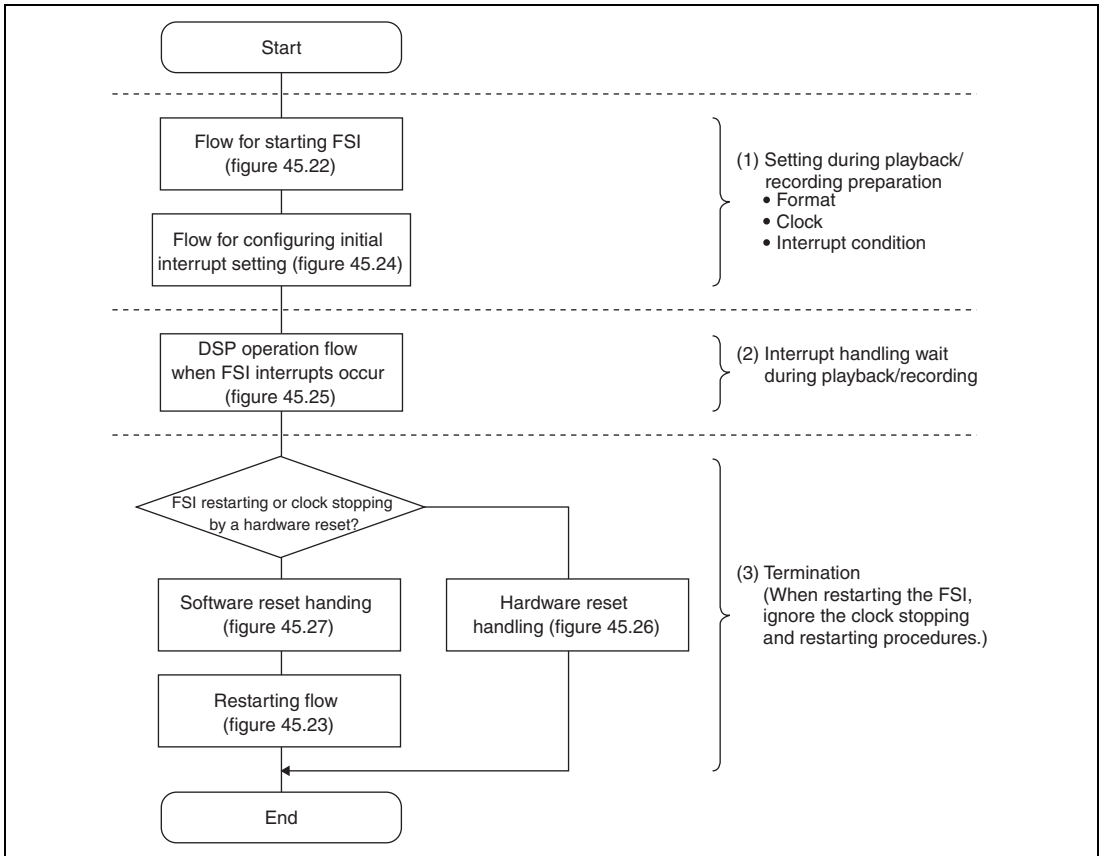 Start
Flow for starting FSI
(figure 45.22)
Flow for configuring initial
interrupt setting (figure 45.24)
(1) Setting during playback/
recording preparation
• Format
• Clock
• Interrupt condition
DSP operation flow
when FSI interrupts occur
(figure 45.25)
(2) Interrupt handling wait
during playback/recording
FSI restarting or clock stopping
by a hardware reset?
Software reset handing
(figure 45.27)
Hardware reset
handling (figure 45.26)
Restarting flow
(figure 45.23)
(3) Termination
(When restarting the FSI,
ignore the clock stopping
and restarting procedures.)
End